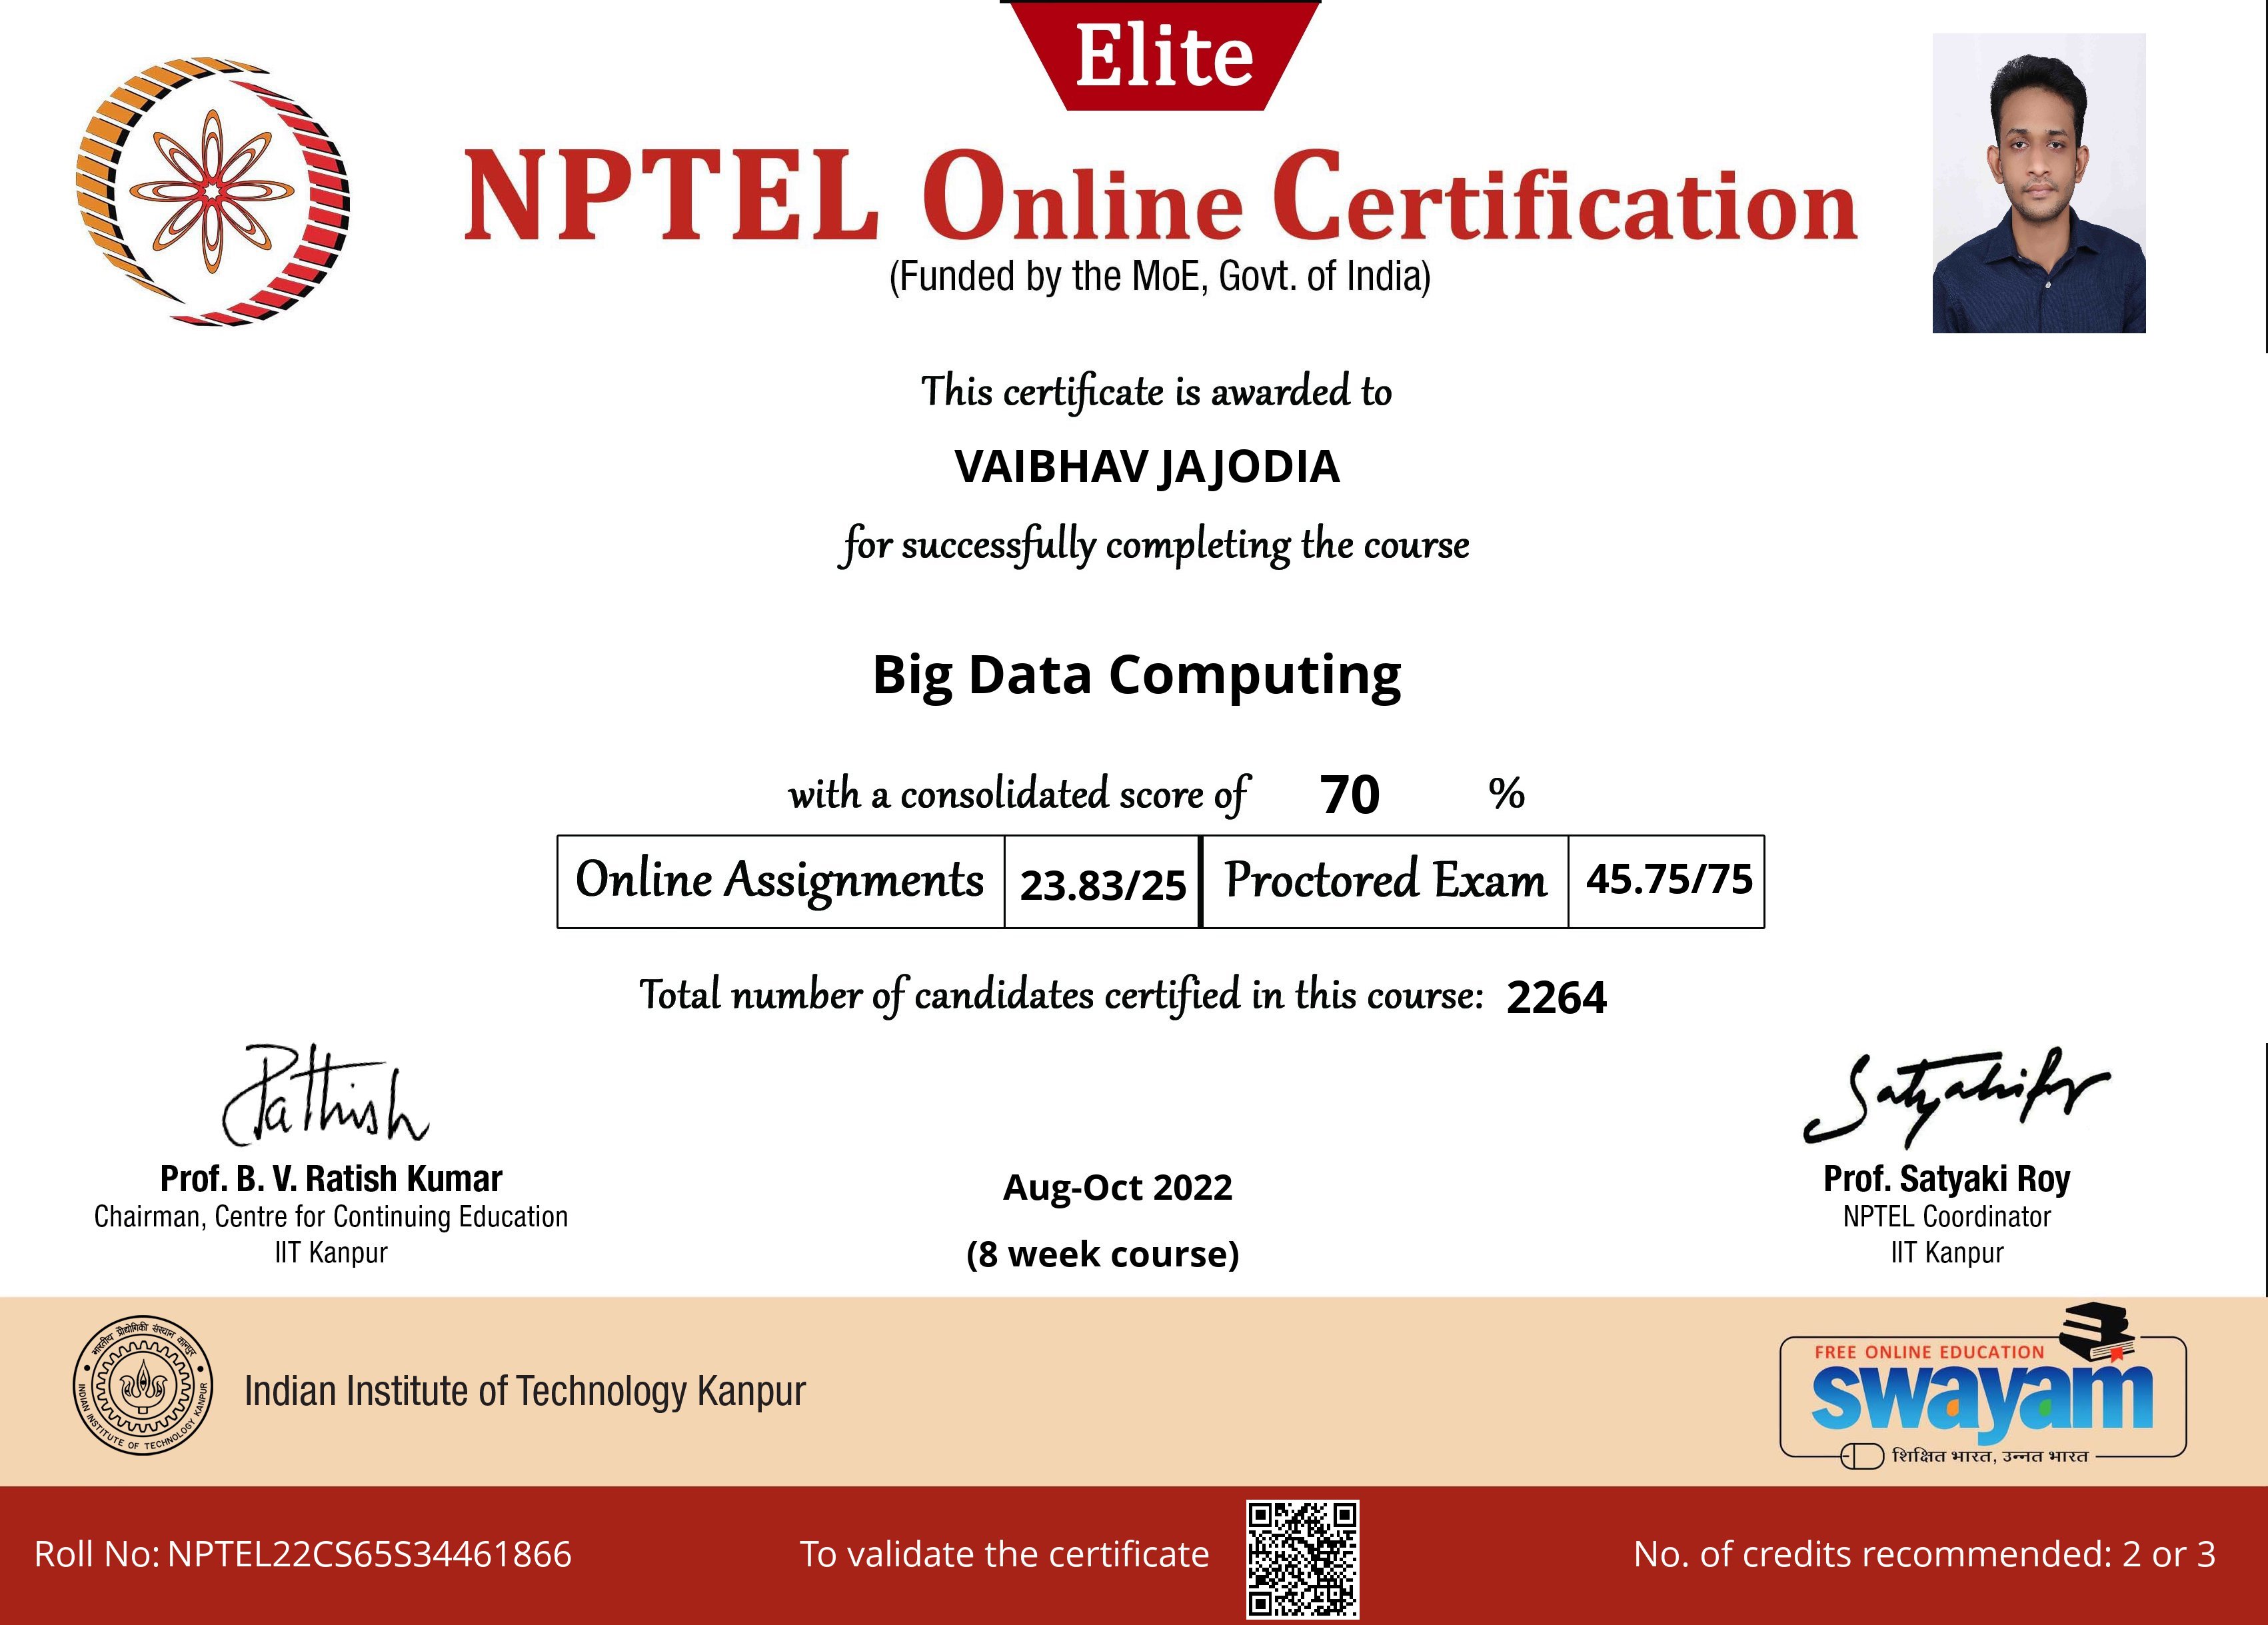 Elite
NPTEL Online Certification
(Funded by the MoE, Govt. of India)
This certificate is awarded to
VAIBHAV JAJODIA
for successfully completing the course
Big Data Computing
with a consolidated score of 70 %
Online Assignments 23.83/25 Proctored Exam 45.75/75
Total number of candidates certified in this course: 2264
Prof. B. V. Ratish Kumar
Chairman, Centre for Continuing Education
IIT Kanpur
Aug-Oct 2022
(8 week course)
Prof. Satyaki Roy
NPTEL Coordinator
IIT Kanpur
भारतीय प्रौद्योगिकी संस्थान कानपुर
INDIAN INSTITUTE OF TECHNOLOGY KANPUR
Indian Institute of Technology Kanpur
FREE ONLINE EDUCATION
swayam
शिक्षित भारत, उन्नत भारत
Roll No: NPTEL22CS65S34461866
To validate the certificate
No. of credits recommended: 2 or 3